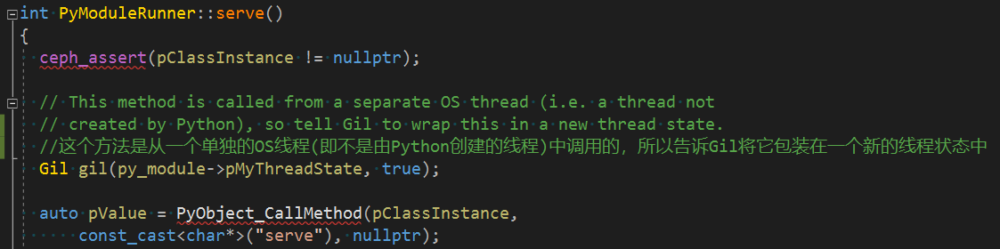 int PyModuleRunner::serve()
{
ceph_assert(pClassInstance != nullptr);
// This method is called from a separate OS thread (i.e. a thread not
// created by Python), so tell Gil to wrap this in a new thread state.
//这个方法是从一个单独的OS线程(即不是由Python创建的线程)中调用的，所以告诉Gil将它包装在一个新的线程状态中
Gil gil(py_module->pMyThreadState, true);
auto pValue = PyObject_CallMethod(pClassInstance,
const_cast<char*>("serve"), nullptr);